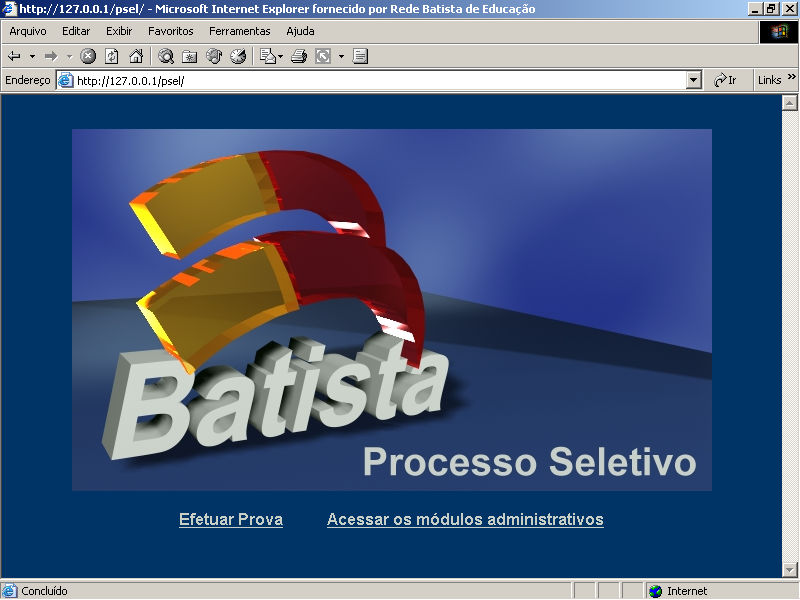 http://127.0.0.1/psel/ - Microsoft Internet Explorer fornecido por Rede Batista de Educação
Arquivo Editar Exibir Favoritos Ferramentas Ajuda
Endereço http://127.0.0.1/psel/ Ir Links »
Batista
Processo Seletivo
Efetuar Prova Acessar os módulos administrativos
Concluído Internet